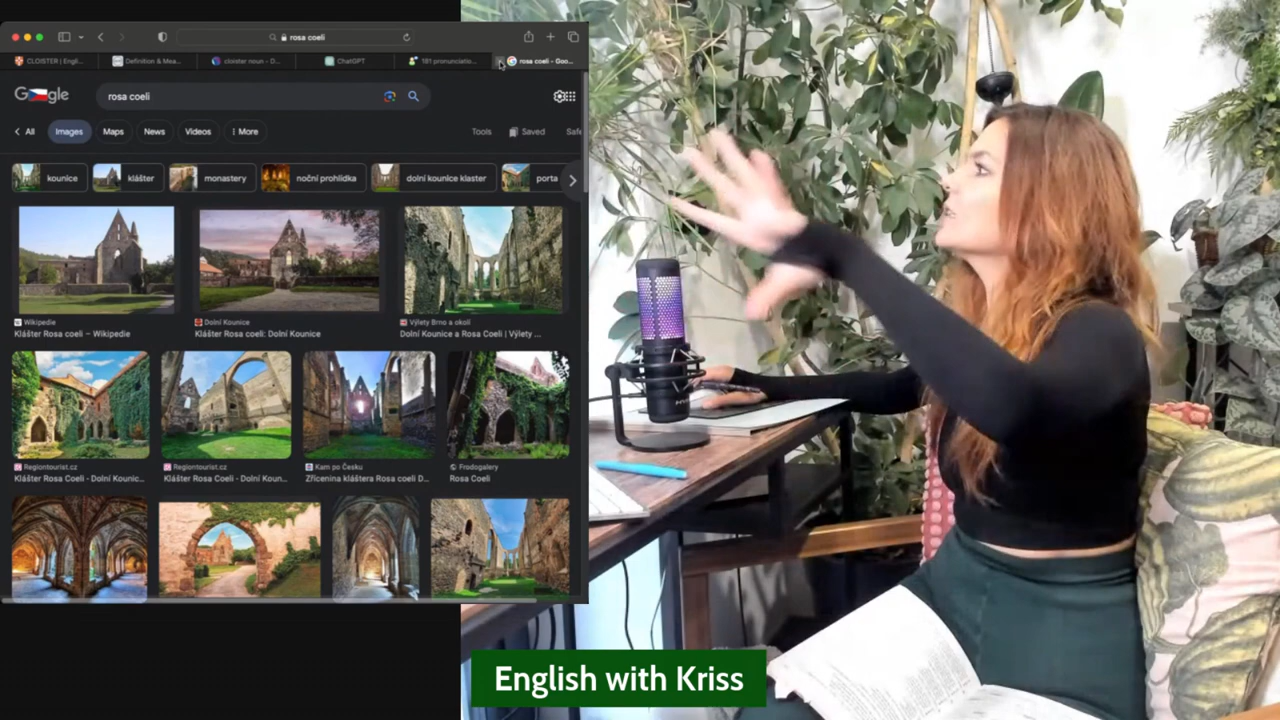 rosa coeli
CLOISTER | Engli...
Definition & Mea...
cloister noun - D...
ChatGPT
181 pronunciatio...
rosa coeli - Goo...
Google
rosa coeli
All
Images
Maps
News
Videos
More
Tools
Saved
Safe
kounice
klášter
monastery
noční prohlídka
dolní kounice klaster
porta
Wikipedie
Klášter Rosa coeli – Wikipedie
Dolní Kounice
Klášter Rosa coeli: Dolní Kounice
Výlety Brno a okolí
Dolní Kounice a Rosa Coeli | Výlety ...
Regiontourist.cz
Klášter Rosa Coeli - Dolní Kounic...
Regiontourist.cz
Klášter Rosa Coeli - Dolní Koun...
Kam po Česku
Zřícenina kláštera Rosa coeli D...
Frodogallery
Rosa Coeli
English with Kriss